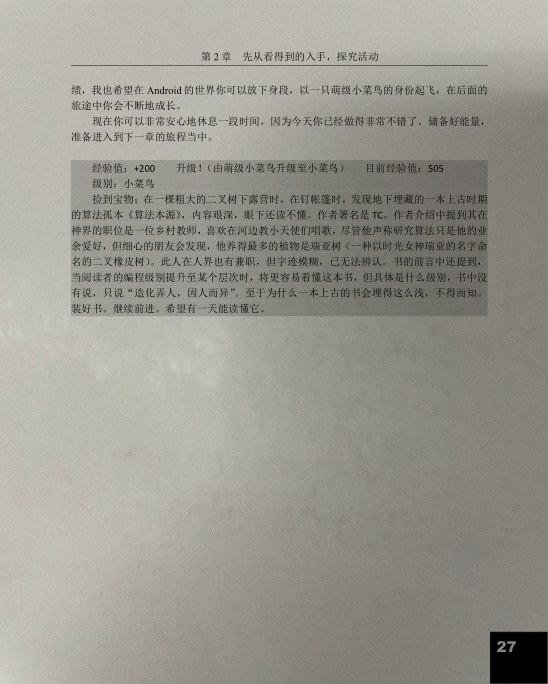 第 2 章　先从看得到的入手，探究活动
绩，我也希望在 Android 的世界你可以放下身段，以一只萌级小菜鸟的身份起飞，在后面的
旅途中你会不断地成长。
现在你可以非常安心地休息一段时间，因为今天你已经做得非常不错了。储备好能量，
准备进入到下一章的旅程当中。
经验值：+200　升级！（由萌级小菜鸟升级至小菜鸟）　目前经验值：505
级别：小菜鸟
捡到宝物：在一棵粗大的二叉树下露营时，在钉帐篷时，发现地下埋藏的一本上古时期
的算法孤本《算法本源》，内容艰深，眼下还读不懂。作者署名是 TC。作者介绍中提到其在
神界的职位是一位乡村教师，喜欢在河边教小天使们唱歌，尽管他声称研究算法只是他的业
余爱好，但细心的朋友会发现，他养得最多的植物是瑞亚树（一种以时光女神瑞亚的名字命
名的二叉橡皮树）。此人在人界也有兼职，但字迹模糊，已无法辨认。书的前言中还提到，
当阅读者的编程级别提升至某个层次时，将更容易看懂这本书，但具体是什么级别，书中没
有说，只说“造化弄人，因人而异”。至于为什么一本上古的书会埋得这么浅，不得而知。
装好书。继续前进。希望有一天能读懂它。
27